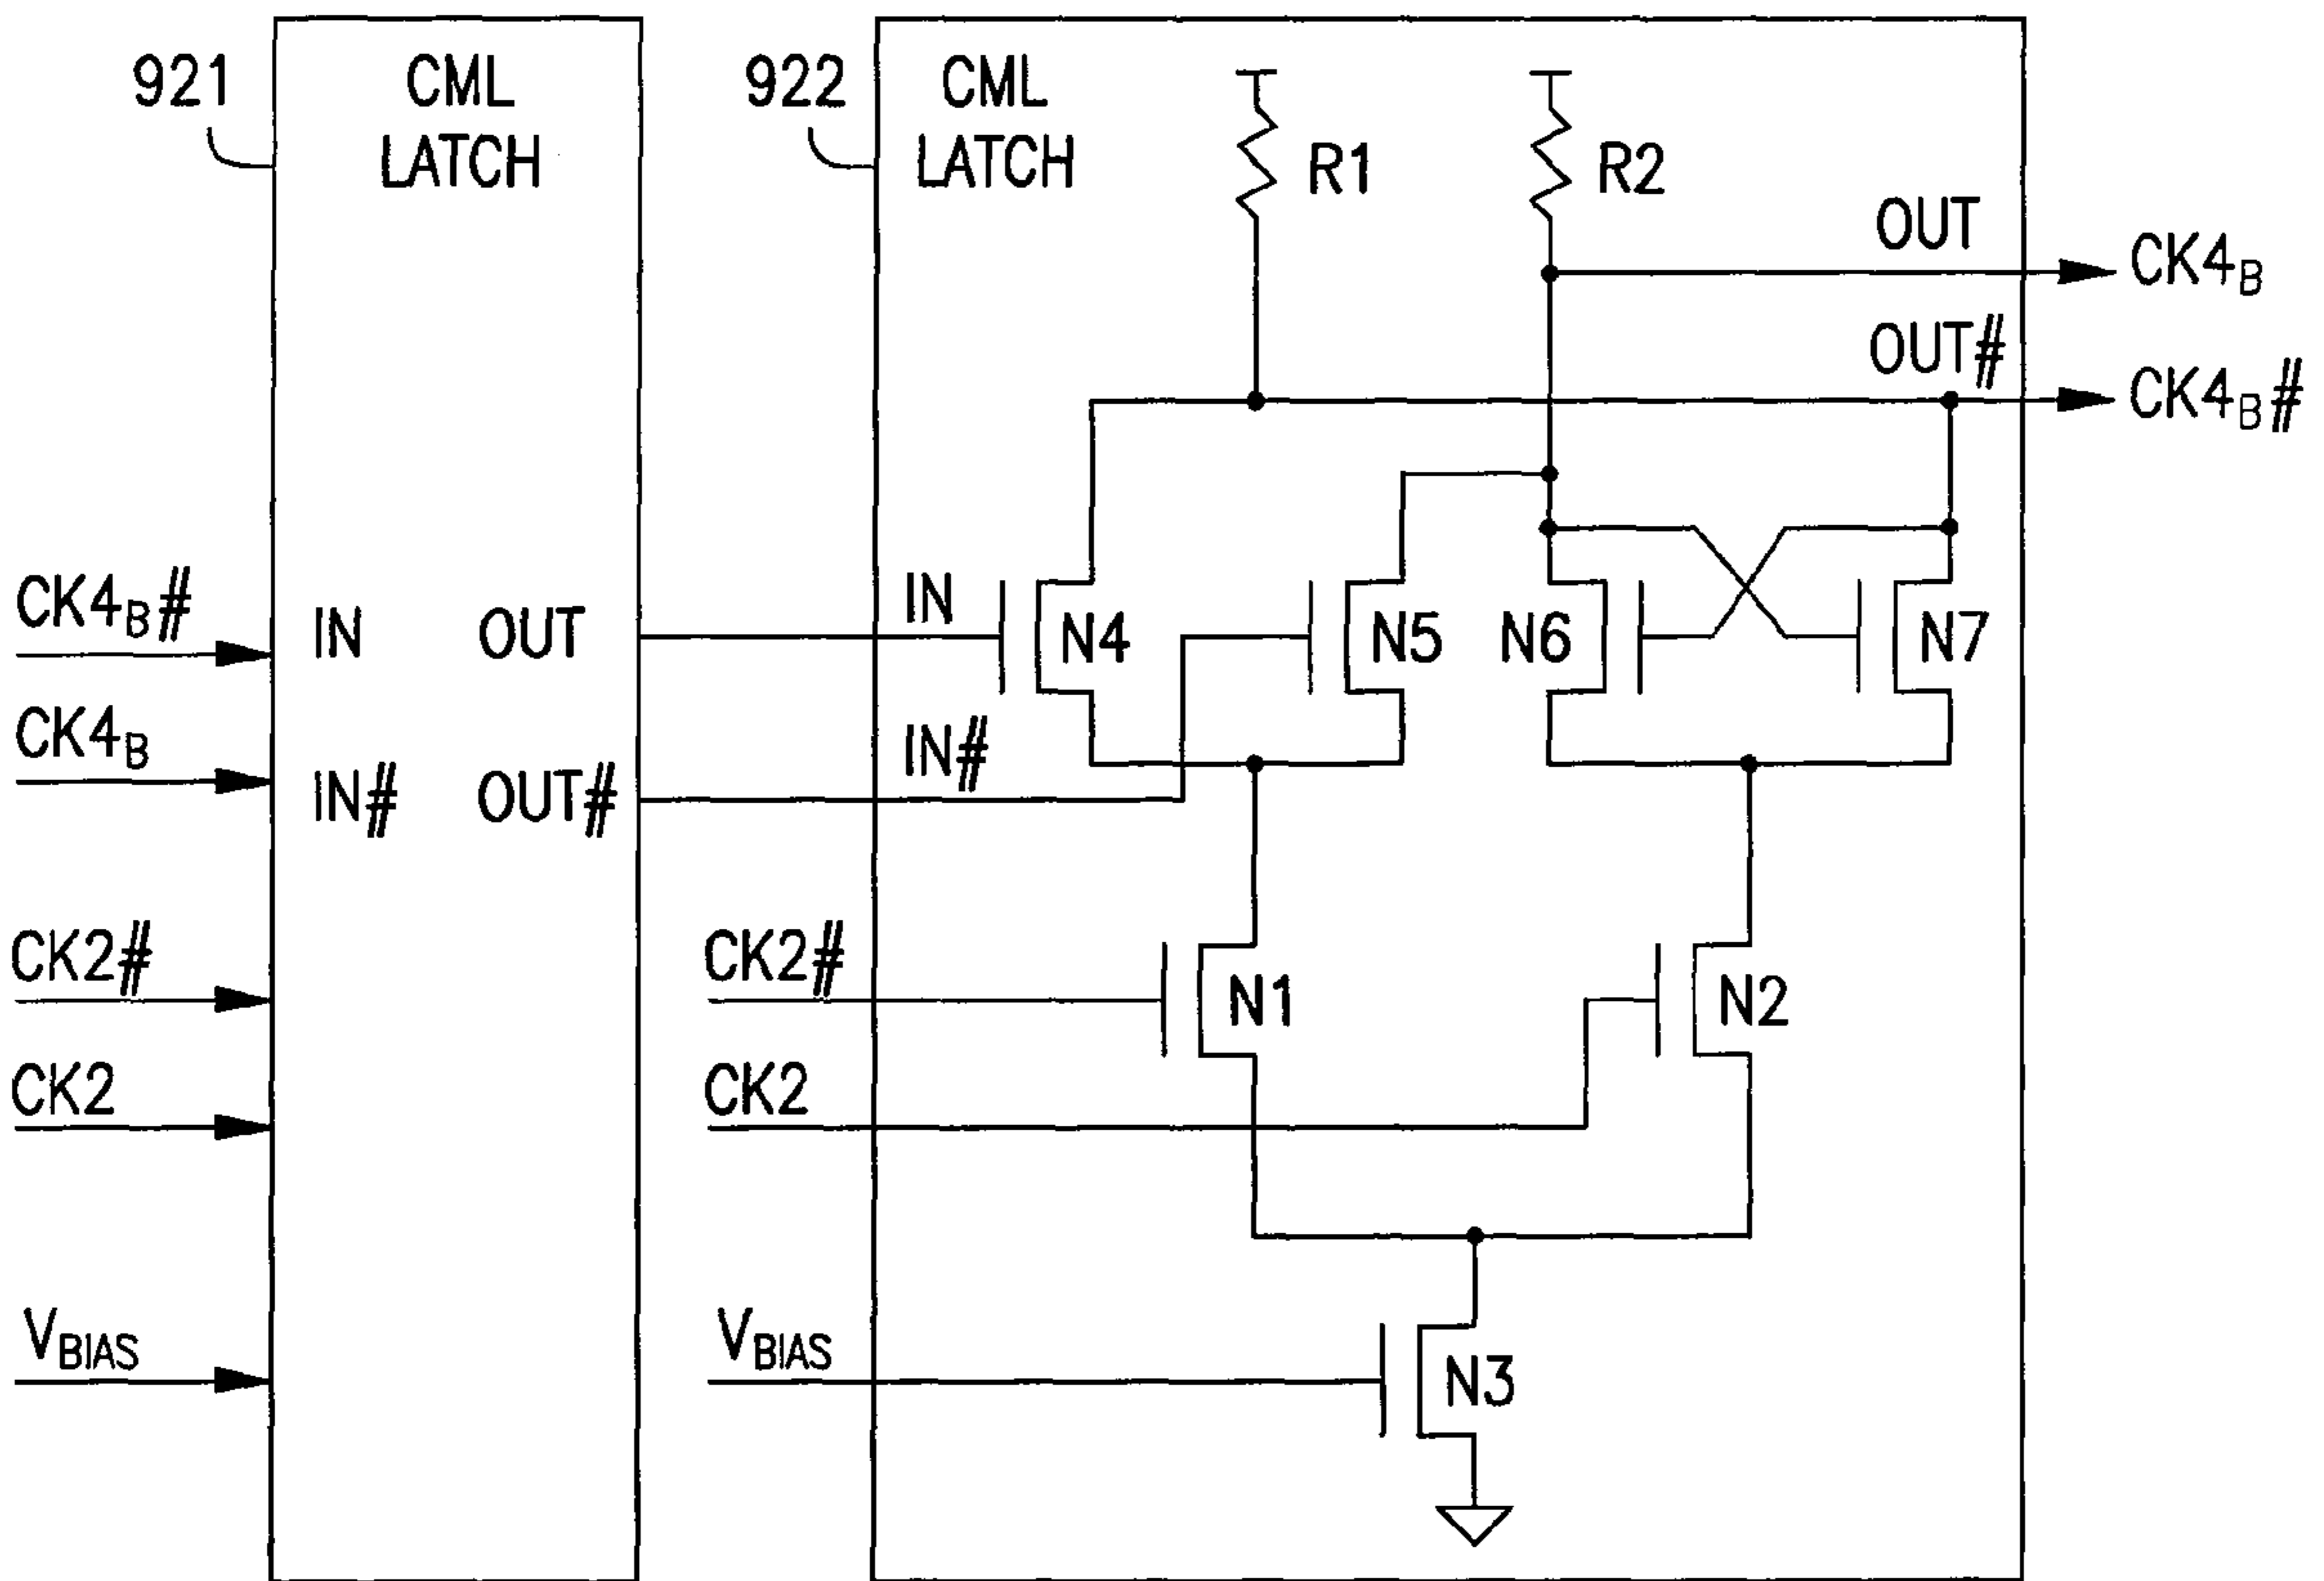 921
CML
LATCH
922
CML
LATCH
R1
R2
OUT
CK4B
OUT#
CK4B#
CK4B#
IN
OUT
IN
N4
N5
N6
N7
CK4B
IN#
OUT#
IN#
CK2#
CK2#
N1
N2
CK2
CK2
VBIAS
VBIAS
N3